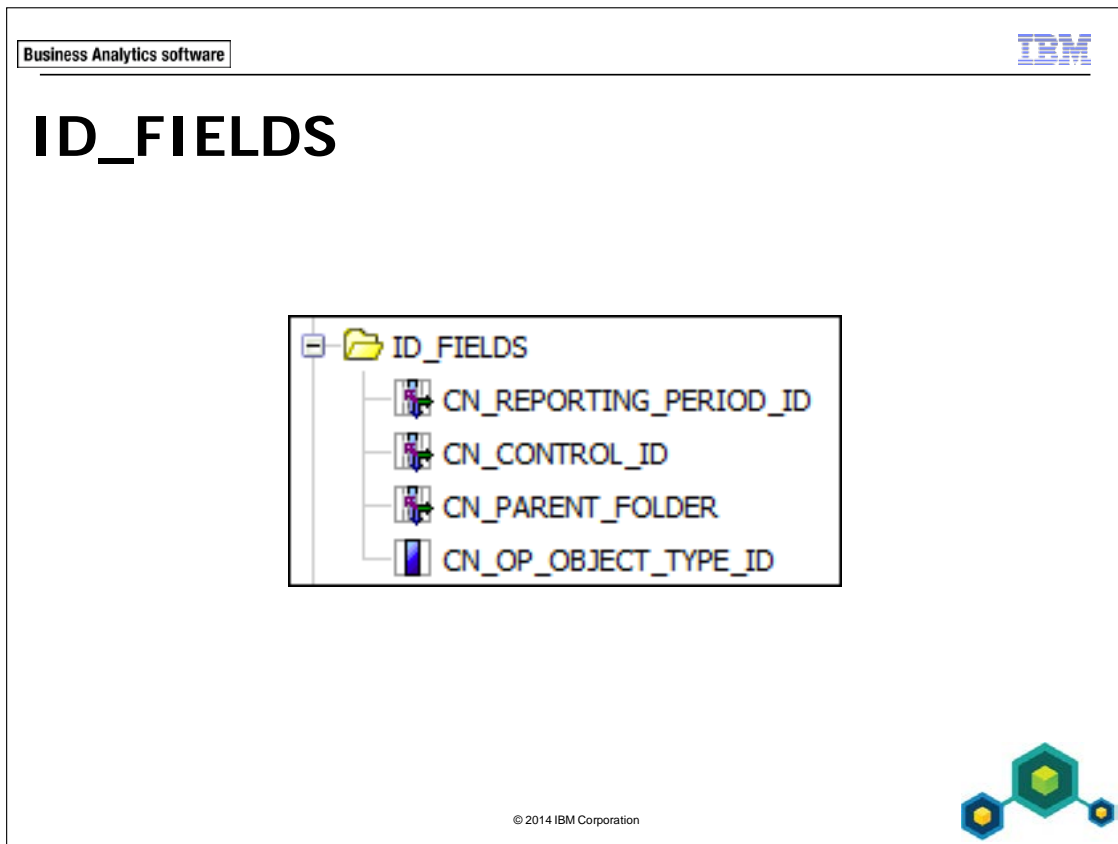 Business Analytics software
IBM
ID_FIELDS
ID_FIELDS
CN_REPORTING_PERIOD_ID
CN_CONTROL_ID
CN_PARENT_FOLDER
CN_OP_OBJECT_TYPE_ID
© 2014 IBM Corporation